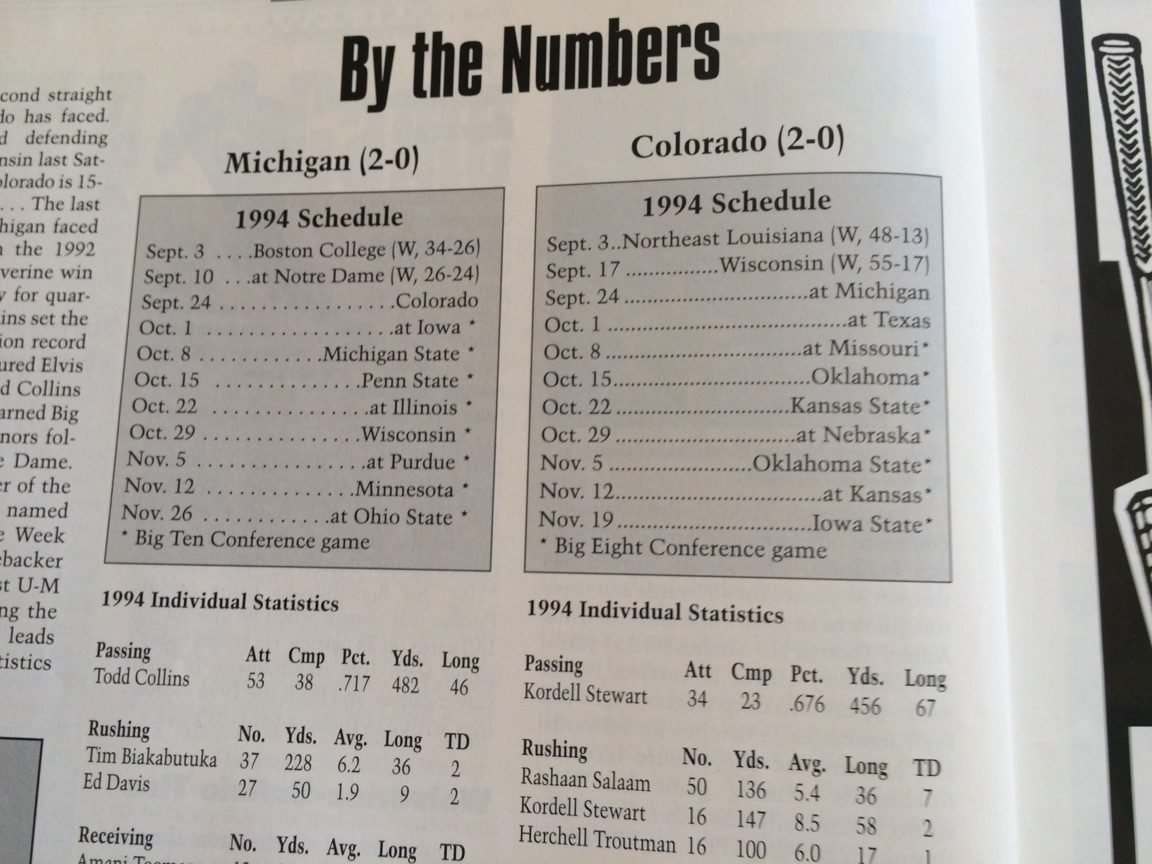 cond straight
do has faced.
d defending
nsin last Sat-
olorado is 15-
. . . The last
higan faced
n the 1992
verine win
y for quar-
ins set the
ion record
ured Elvis
d Collins
arned Big
nors fol-
e Dame.
er of the
named
e Week
ebacker
st U-M
ng the
leads
tistics
By the Numbers
Michigan (2-0)
1994 Schedule
Sept. 3 . . . .Boston College (W, 34-26)
Sept. 10 . . .at Notre Dame (W, 26-24)
Sept. 24 . . . . . . . . . . . . . . . . .Colorado
Oct. 1 . . . . . . . . . . . . . . . . . .at Iowa *
Oct. 8 . . . . . . . . . . . .Michigan State *
Oct. 15 . . . . . . . . . . . . . .Penn State *
Oct. 22 . . . . . . . . . . . . . . .at Illinois *
Oct. 29 . . . . . . . . . . . . . . .Wisconsin *
Nov. 5 . . . . . . . . . . . . . . . .at Purdue *
Nov. 12 . . . . . . . . . . . . . .Minnesota *
Nov. 26 . . . . . . . . . . . .at Ohio State *
* Big Ten Conference game
1994 Individual Statistics
Passing Att Cmp Pct. Yds. Long
Todd Collins 53 38 .717 482 46
Rushing No. Yds. Avg. Long TD
Tim Biakabutuka 37 228 6.2 36 2
Ed Davis 27 50 1.9 9 2
Receiving No. Yds. Avg. Long TD
Amani
Colorado (2-0)
1994 Schedule
Sept. 3..Northeast Louisiana (W, 48-13)
Sept. 17 ................Wisconsin (W, 55-17)
Sept. 24 ...............................at Michigan
Oct. 1 .........................................at Texas
Oct. 8 .................................at Missouri*
Oct. 15.................................Oklahoma*
Oct. 22 .............................Kansas State*
Oct. 29 ..............................at Nebraska*
Nov. 5 ........................Oklahoma State*
Nov. 12...................................at Kansas*
Nov. 19.................................Iowa State*
* Big Eight Conference game
1994 Individual Statistics
Passing Att Cmp Pct. Yds. Long
Kordell Stewart 34 23 .676 456 67
Rushing No. Yds. Avg. Long TD
Rashaan Salaam 50 136 5.4 36 7
Kordell Stewart 16 147 8.5 58 2
Herchell Troutman 16 100 6.0 17 1